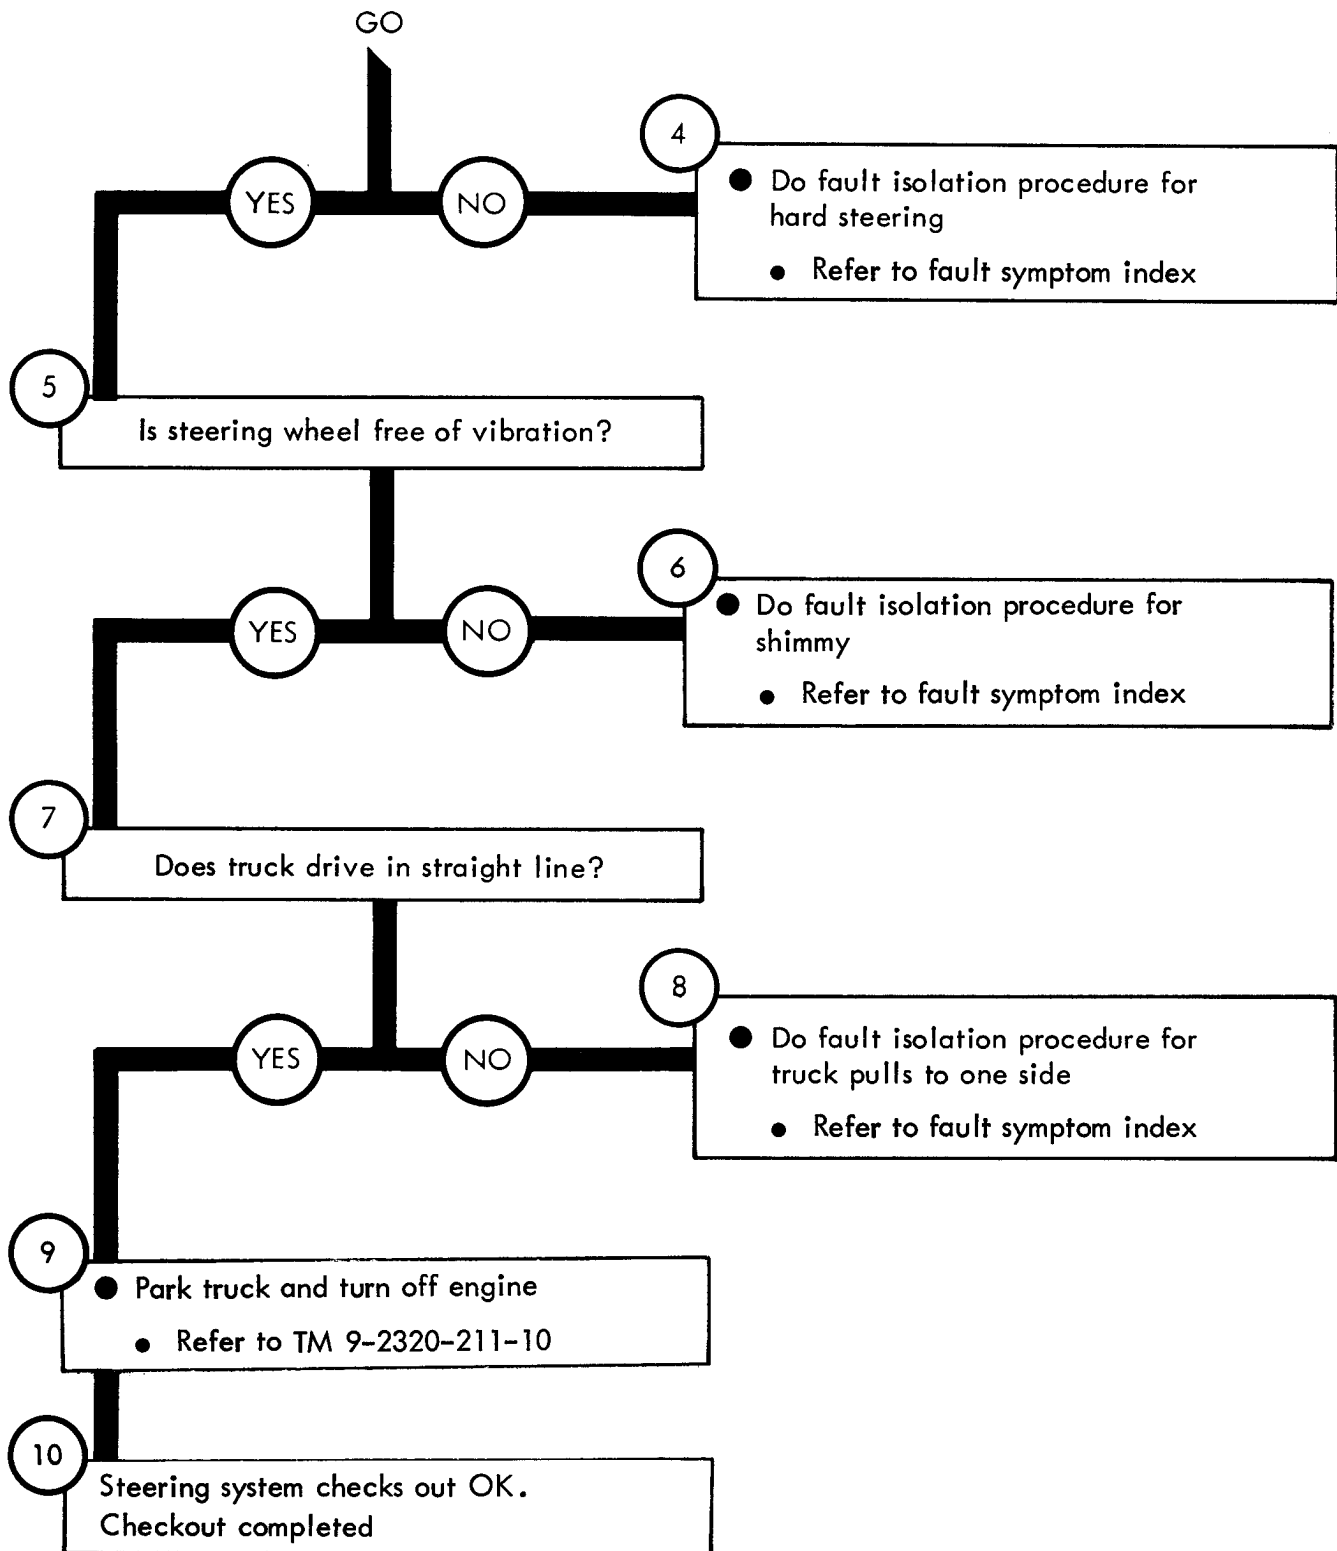 GO
YES
NO
4
● Do fault isolation procedure for
hard steering
● Refer to fault symptom index
5
Is steering wheel free of vibration?
YES
NO
6
● Do fault isolation procedure for
shimmy
● Refer to fault symptom index
7
Does truck drive in straight line?
YES
NO
8
● Do fault isolation procedure for
truck pulls to one side
● Refer to fault symptom index
9
● Park truck and turn off engine
● Refer to TM 9-2320-211-10
10
Steering system checks out OK.
Checkout completed